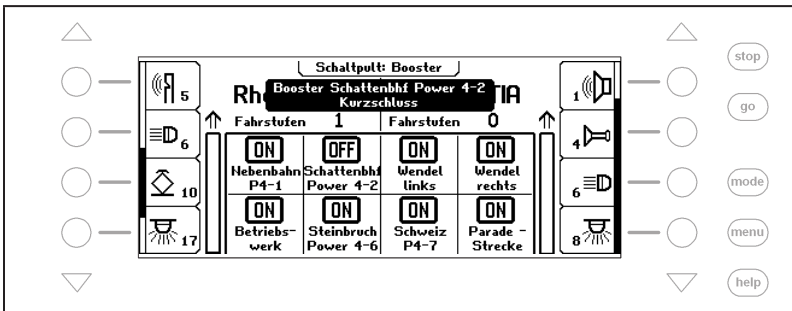 Schaltpult: Booster
Rh TIA
Booster Schattenbhf Power 4-2
Kurzschluss
Fahrstufen 1 Fahrstufen 0
ON OFF ON ON
Nebenbahn Schattenbhf Wendel Wendel
P4-1 Power 4-2 links rechts
ON ON ON ON
Betriebs- Steinbruch Schweiz Parade -
werk Power 4-6 P4-7 Strecke
5
6
10
17
1
4
6
8
stop
go
mode
menu
help